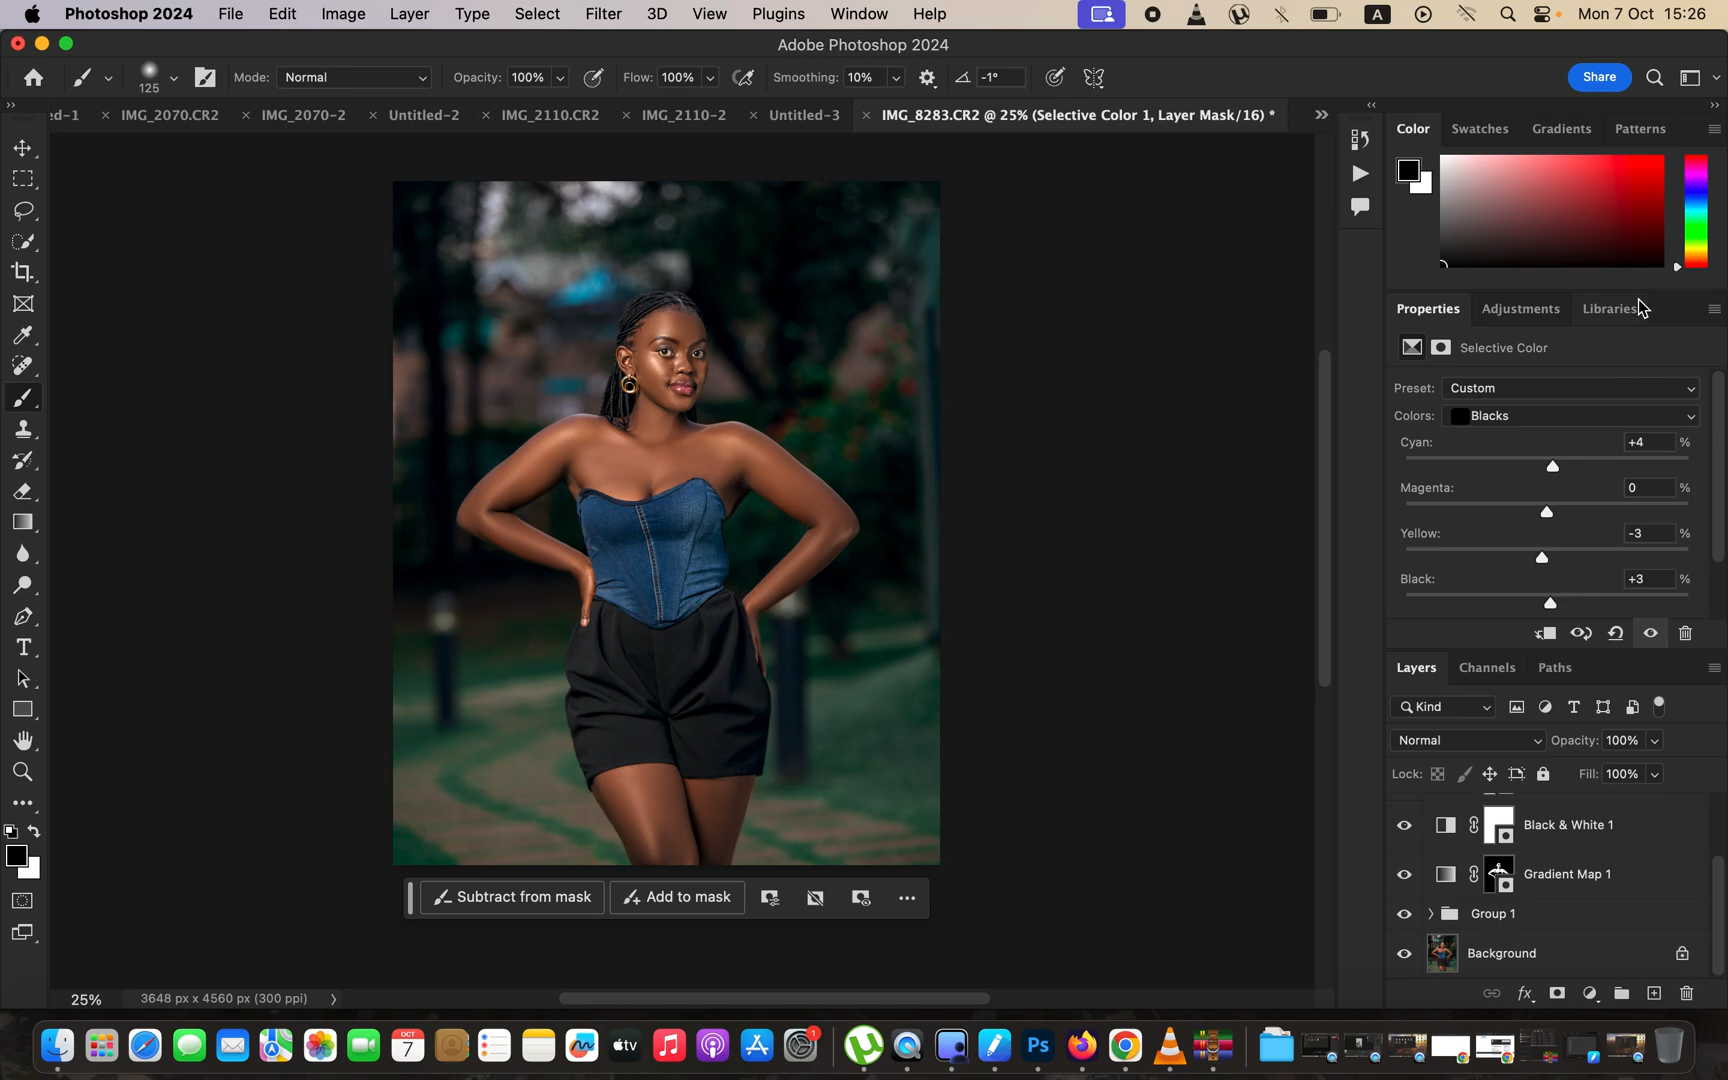 Photoshop 2024 File Edit Image Layer Type Select Filter 3D View Plugins Window Help A Mon 7 Oct 15:26
Adobe Photoshop 2024
125 Mode: Normal Opacity: 100% Flow: 100% Smoothing: 10% -1° Share
ed-1 × IMG_2070.CR2 × IMG_2070-2 × Untitled-2 × IMG_2110.CR2 × IMG_2110-2 × Untitled-3 × IMG_8283.CR2 @ 25% (Selective Color 1, Layer Mask/16) *
Color Swatches Gradients Patterns
Properties Adjustments Libraries
Selective Color
Preset: Custom
Colors: Blacks
Cyan: +4 %
Magenta: 0 %
Yellow: -3 %
Black: +3 %
Layers Channels Paths
Kind
Normal Opacity: 100%
Lock: Fill: 100%
Black & White 1
Gradient Map 1
Group 1
Background
Subtract from mask Add to mask
25% 3648 px x 4560 px (300 ppi)
OCT
7
tv
1
Ps